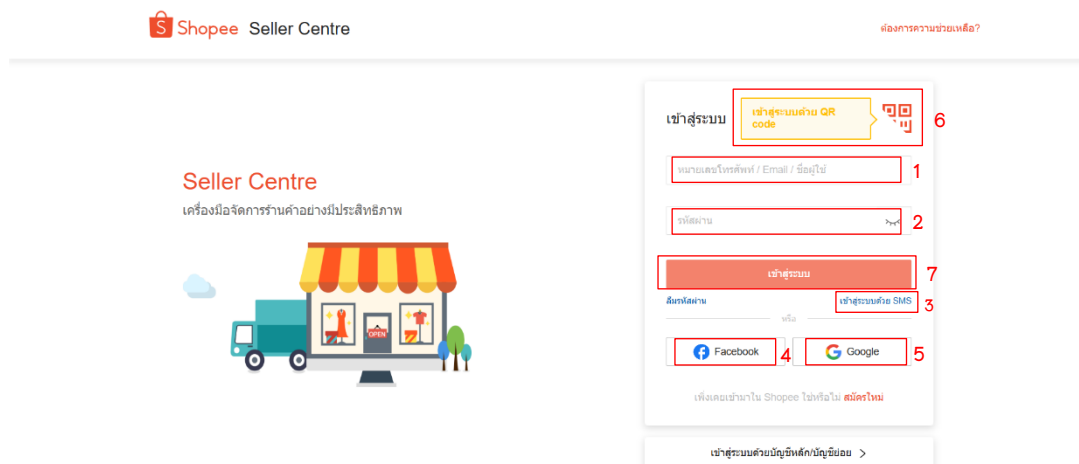 Shopee Seller Centre
ต้องการความช่วยเหลือ?
เข้าสู่ระบบ
เข้าสู่ระบบด้วย QR
code
6
หมายเลขโทรศัพท์ / Email / ชื่อผู้ใช้
1
Seller Centre
เครื่องมือจัดการร้านค้าอย่างมีประสิทธิภาพ
รหัสผ่าน
2
เข้าสู่ระบบ
7
ลืมรหัสผ่าน
เข้าสู่ระบบด้วย SMS
3
หรือ
OPEN
Facebook
4
Google
5
เพิ่งเคยเข้ามาใน Shopee ใช่หรือไม่ สมัครใหม่
เข้าสู่ระบบด้วยบัญชีหลัก/บัญชีย่อย >